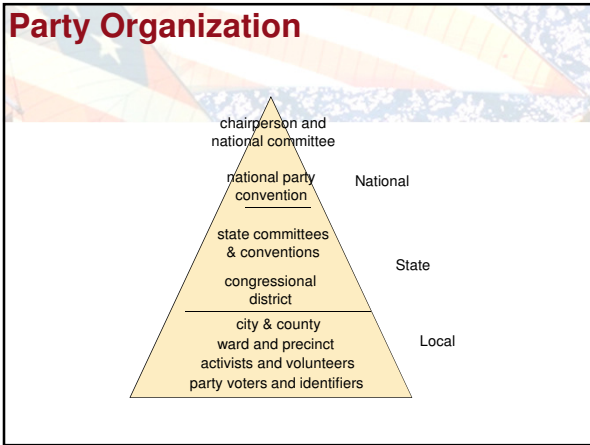 Party Organization
chairperson and
national committee
national party
convention
National
state committees
& conventions
State
congressional
district
city & county
ward and precinct
Local
activists and volunteers
party voters and identifiers